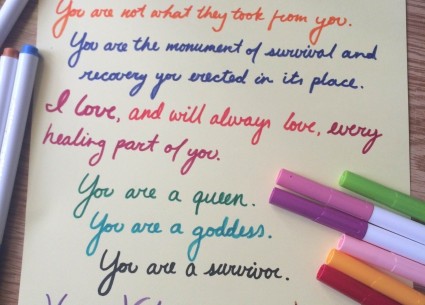 You are not what they took from you.
You are the monument of survival and
recovery you erected in its place.
I love, and will always love, every
healing part of you.
You are a queen.
You are a goddess.
You are a survivor.